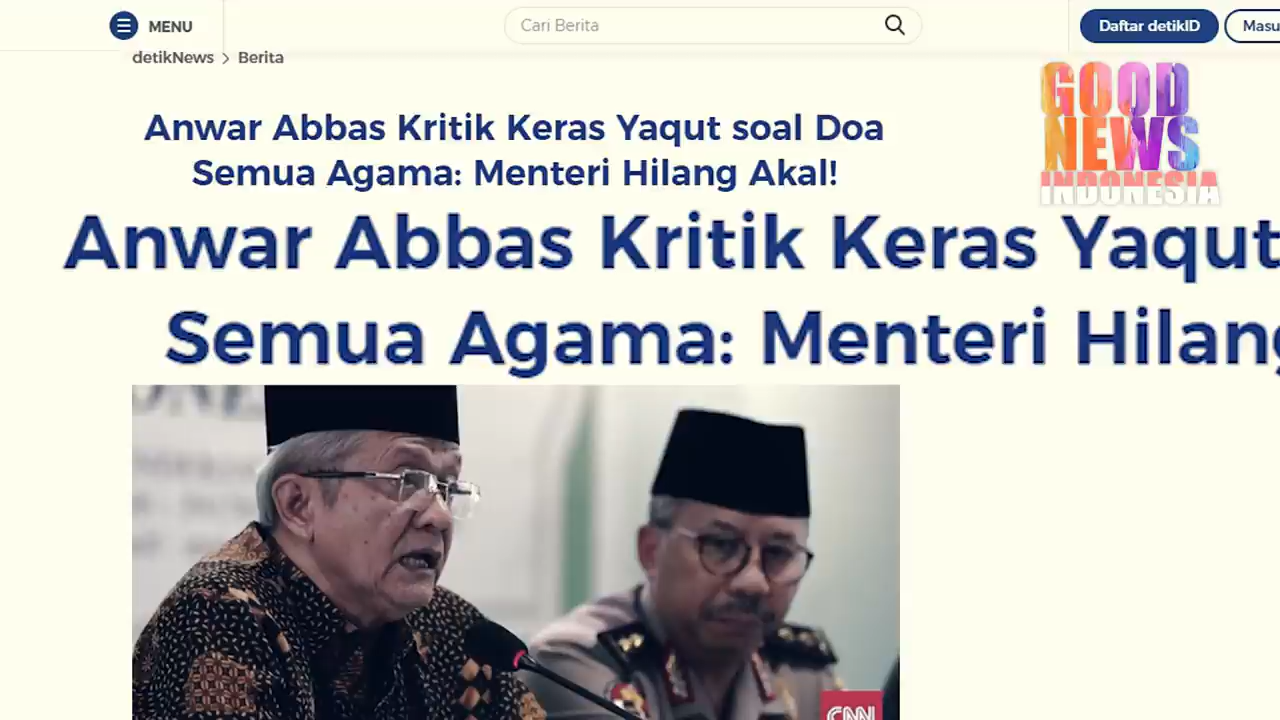 MENU
Cari Berita
Daftar detikID
Masu
detikNews > Berita
GOOD
NEWS
INDONESIA
Anwar Abbas Kritik Keras Yaqut soal Doa
Semua Agama: Menteri Hilang Akal!
Anwar Abbas Kritik Keras Yaqut
Semua Agama: Menteri Hilang
CNN